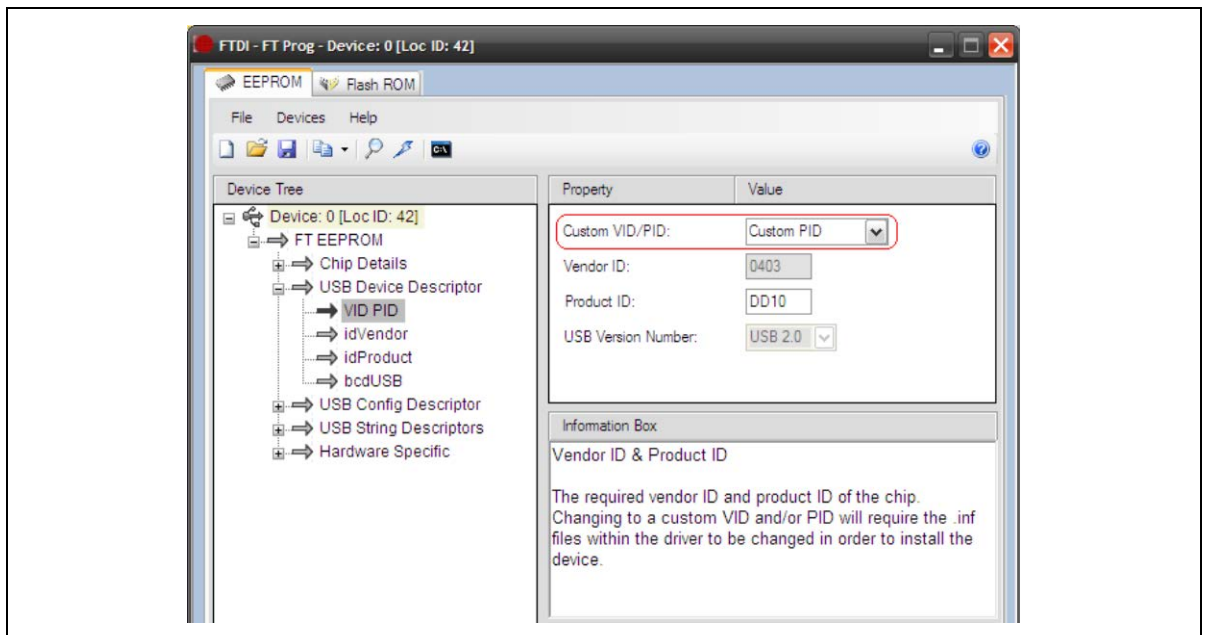 FTDI - FT Prog - Device: 0 [Loc ID: 42]
EEPROM Flash ROM
File Devices Help
C:\
Device Tree
Device: 0 [Loc ID: 42]
FT EEPROM
Chip Details
USB Device Descriptor
VID PID
idVendor
idProduct
bcdUSB
USB Config Descriptor
USB String Descriptors
Hardware Specific
Property Value
Custom VID/PID: Custom PID
Vendor ID: 0403
Product ID: DD10
USB Version Number: USB 2.0
Information Box
Vendor ID & Product ID
The required vendor ID and product ID of the chip.
Changing to a custom VID and/or PID will require the .inf
files within the driver to be changed in order to install the
device.